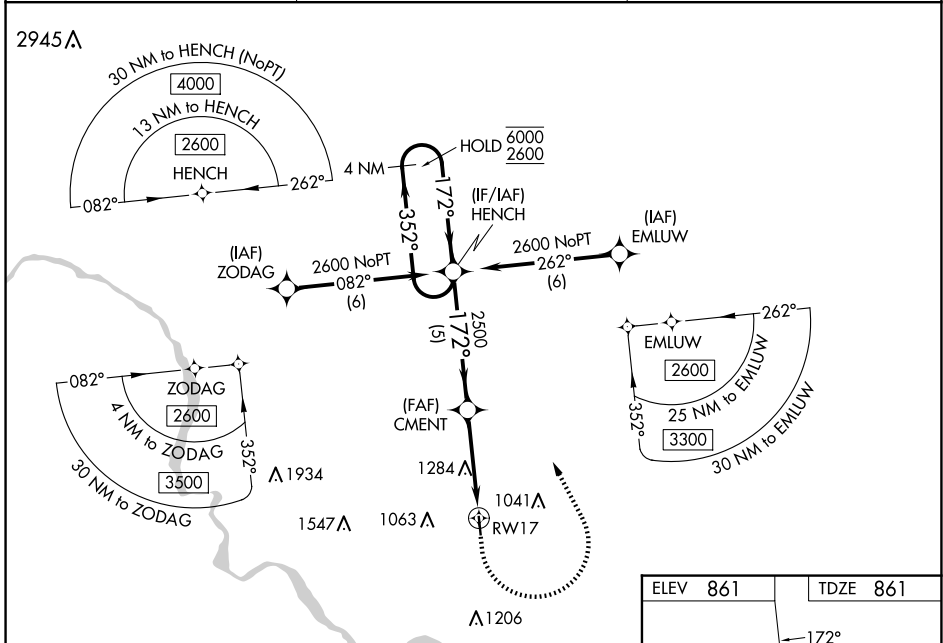 2945
30 NM to HENCH (NoPT)
4000
13 NM to HENCH
2600
HENCH
082°
262°
HOLD 6000
2600
4 NM
172°
352°
(IF/IAF)
HENCH
(IAF)
EMLUW
2600 NoPT
262°
(6)
(IAF)
ZODAG
2600 NoPT
082°
(6)
2500
172°
(5)
262°
EMLUW
2600
25 NM to EMLUW
3300
30 NM to EMLUW
352°
082°
ZODAG
2600
4 NM to ZODAG
3500
30 NM to ZODAG
352°
(FAF)
CMENT
1934
1284
1041
1547
1063
RW17
1206
ELEV 861
TDZE 861
172°